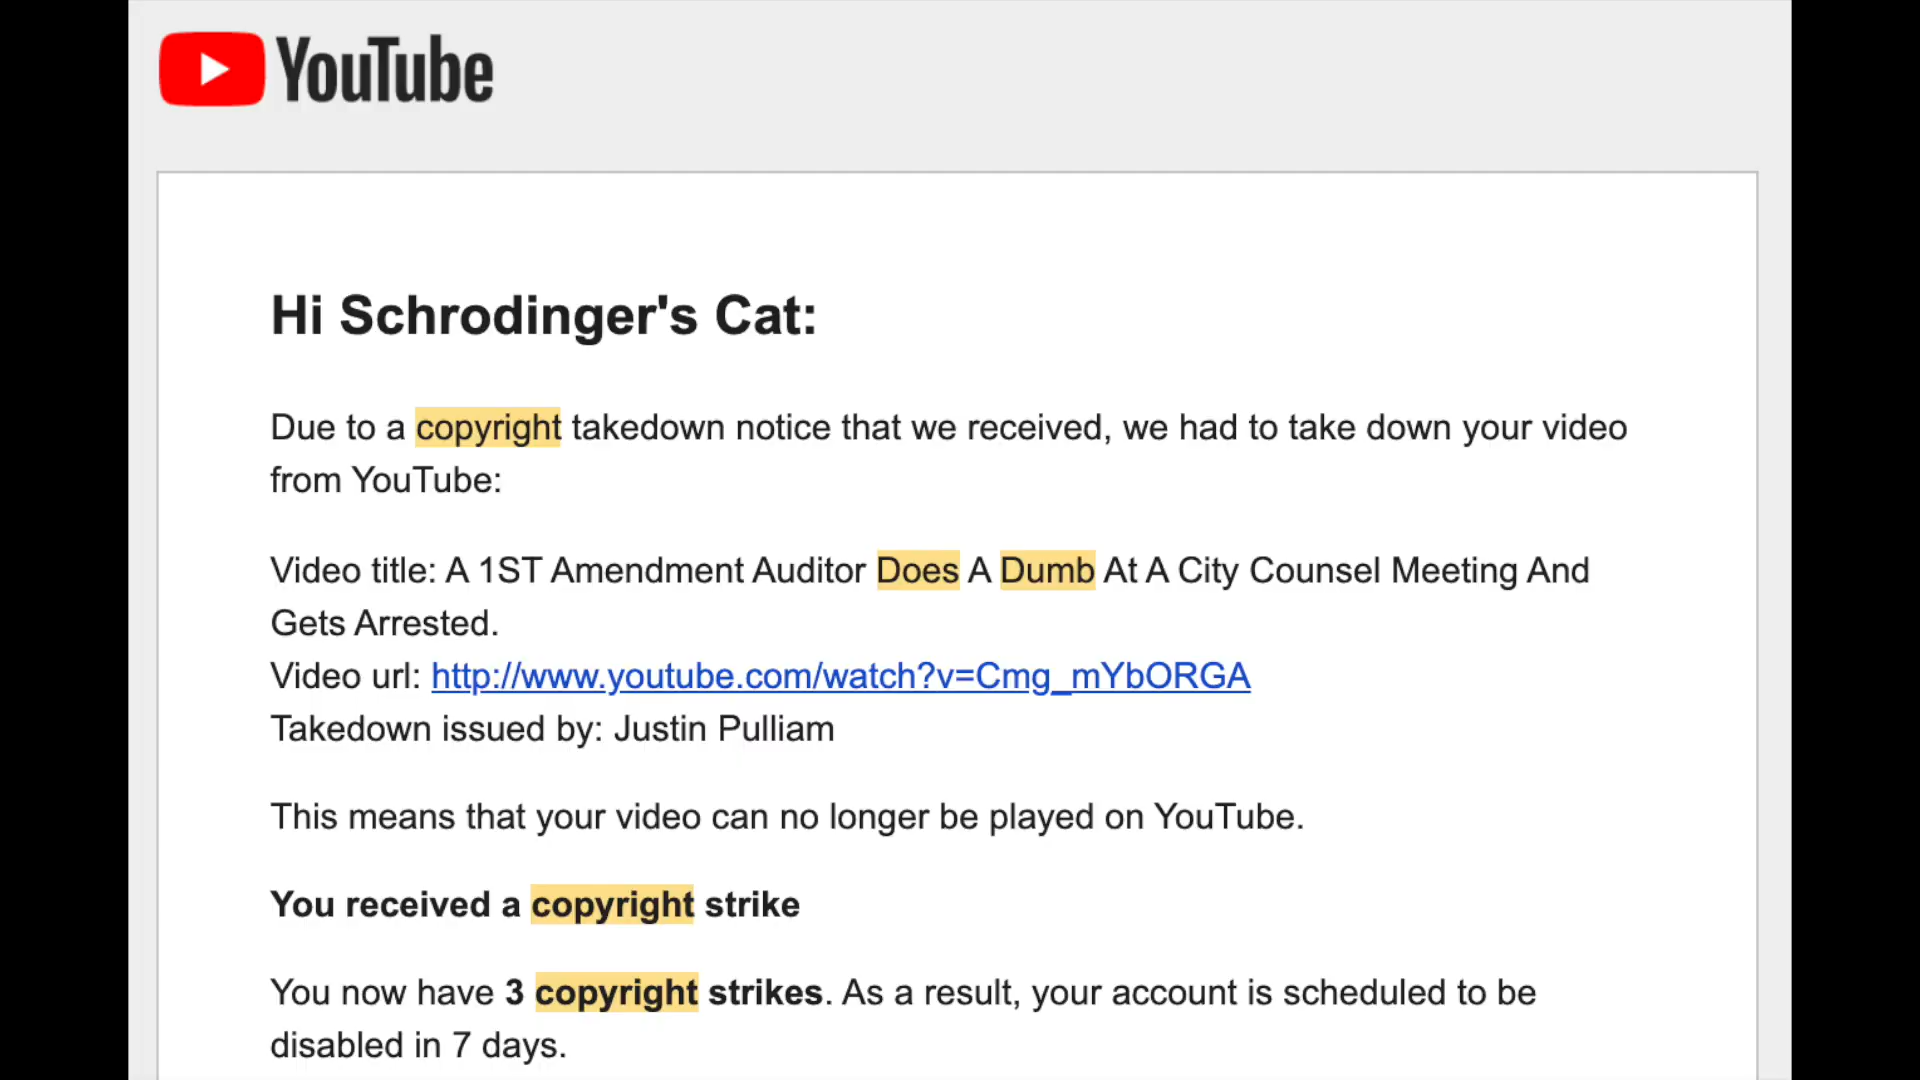 YouTube
Hi Schrodinger's Cat:
Due to a copyright takedown notice that we received, we had to take down your video
from YouTube:
Video title: A 1ST Amendment Auditor Does A Dumb At A City Counsel Meeting And
Gets Arrested.
Video url: http://www.youtube.com/watch?v=Cmg_mYbORGA
Takedown issued by: Justin Pulliam
This means that your video can no longer be played on YouTube.
You received a copyright strike
You now have 3 copyright strikes. As a result, your account is scheduled to be
disabled in 7 days.